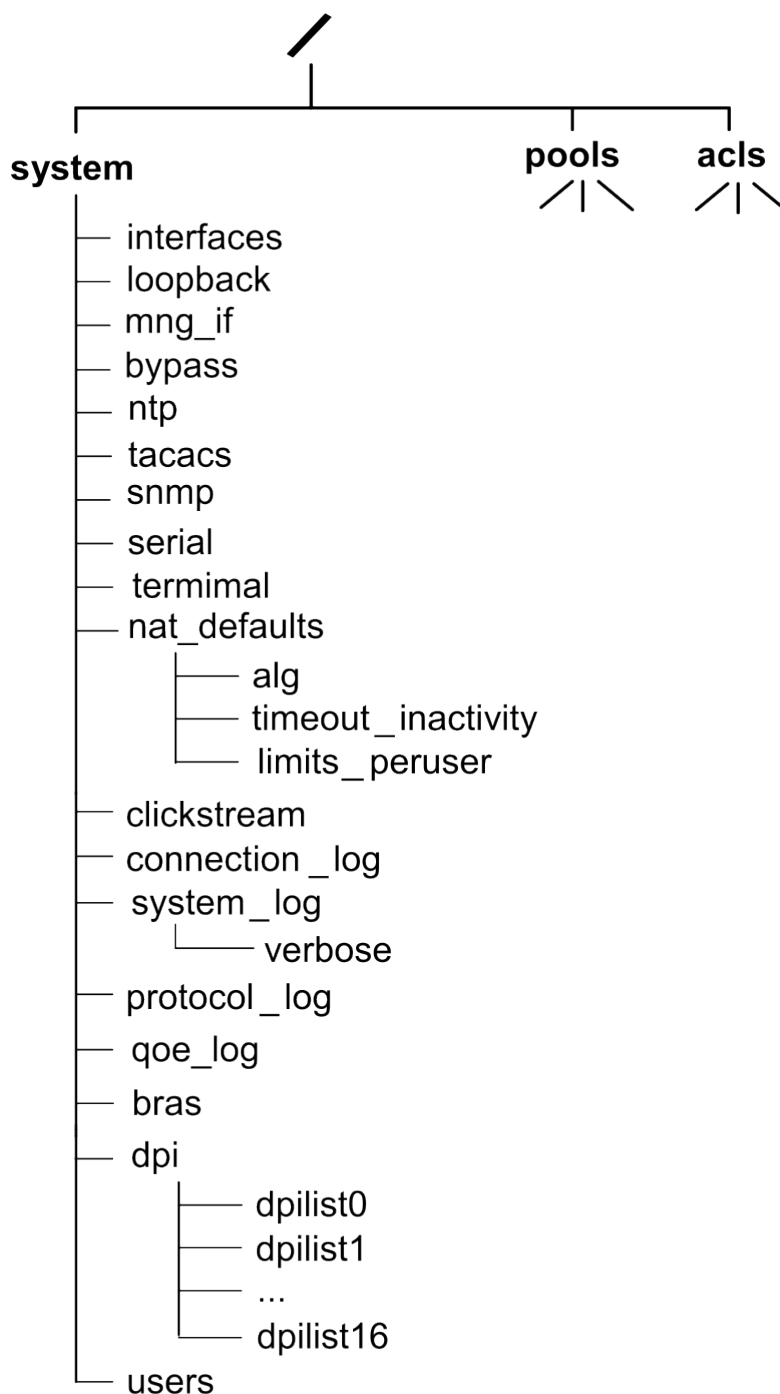 /
system
pools
acls
interfaces
loopback
mng_if
bypass
ntp
tacacs
snmp
serial
termimal
nat_defaults
alg
timeout_inactivity
limits_peruser
clickstream
connection_log
system_log
verbose
protocol_log
qoe_log
bras
dpi
dpilist0
dpilist1
...
dpilist16
users